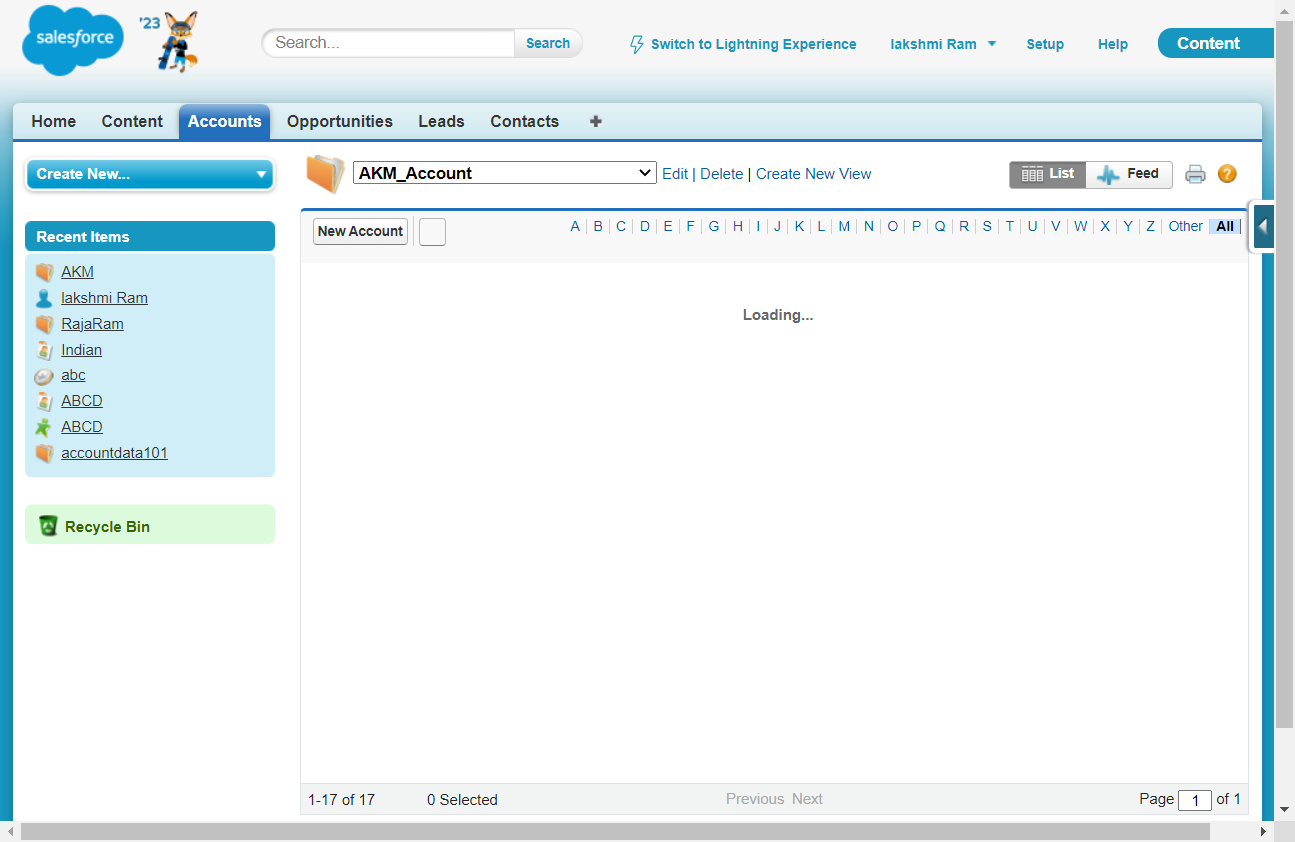 salesforce
'23
Search...
Search
Switch to Lightning Experience
lakshmi Ram
Setup
Help
Content
Home
Content
Accounts
Opportunities
Leads
Contacts
+
Create New...
AKM_Account
Edit | Delete | Create New View
List
Feed
?
Recent Items
New Account
A | B | C | D | E | F | G | H | I | J | K | L | M | N | O | P | Q | R | S | T | U | V | W | X | Y | Z | Other | All
AKM
lakshmi Ram
RajaRam
Indian
abc
ABCD
ABCD
accountdata101
Loading...
Recycle Bin
1-17 of 17
0 Selected
Previous Next
Page 1 of 1